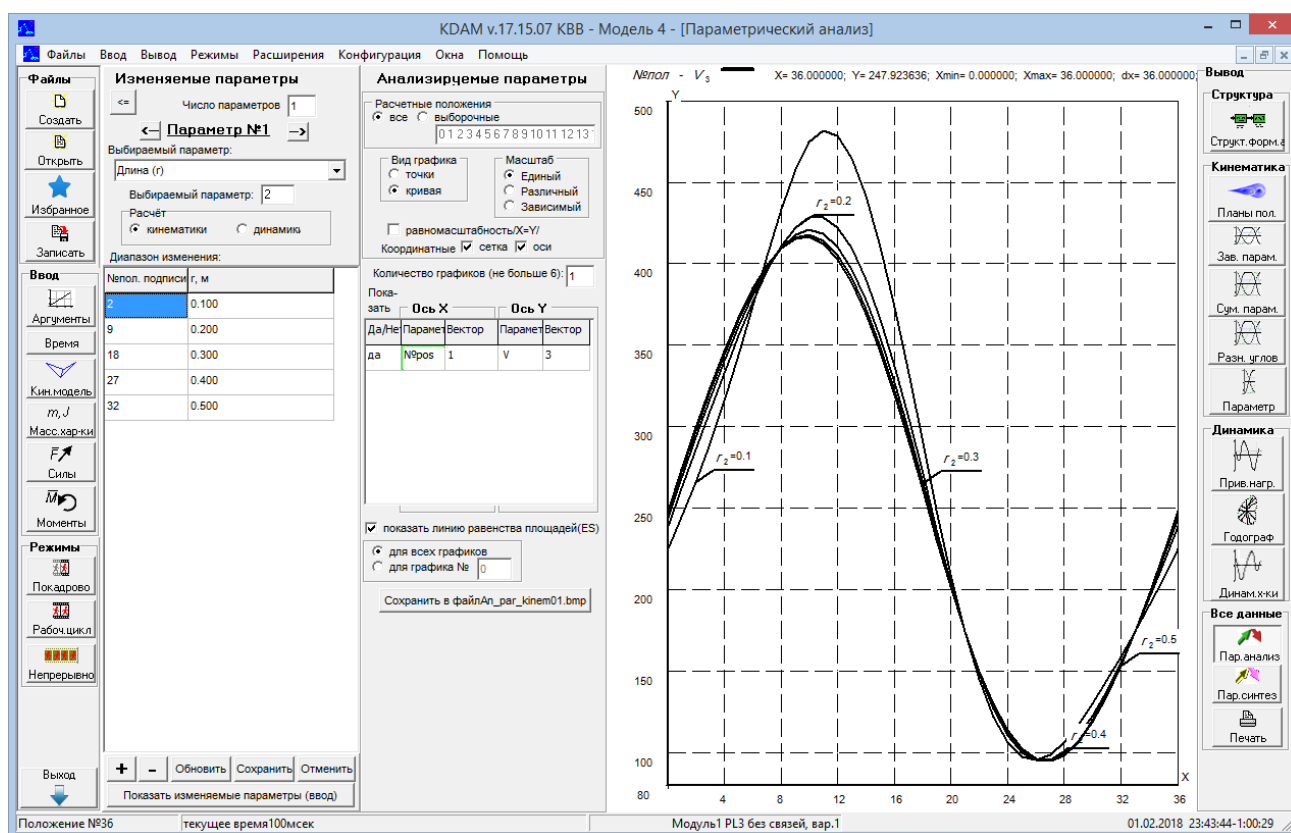 KDAM v.17.15.07 KBB - Модель 4 - [Параметрический анализ]
Файлы Ввод Вывод Режимы Расширения Конфигурация Окна Помощь
Файлы
Создать
Открыть
Избранное
Записать
Ввод
Аргументы
Время
Кин.модель
m,J
Масс.хар-ки
F
Силы
M
Моменты
Режимы
Покадрово
Рабоч.цикл
Непрерывно
Выход
Изменяемые параметры
<= Число параметров 1
<-- Параметр №1 -->
Выбираемый параметр:
Длина (r)
Выбираемый параметр: 2
Расчёт
кинематики динамика
Диапазон изменения:
№пол. подписи r, м
2 0.100
9 0.200
18 0.300
27 0.400
32 0.500
+ - Обновить Сохранить Отменить
Показать изменяемые параметры (ввод)
Анализируемые параметры
Расчетные положения
все выборочные
0 1 2 3 4 5 6 7 8 9 10 11 12 13
Вид графика
точки
кривая
Масштаб
Единый
Различный
Зависимый
равномасштабность/X=Y/
Координатные сетка оси
Количество графиков (не больше 6): 1
Пока-
зать Ось X Ось Y
Да/Нет Парамет Вектор Парамет Вектор
да №pos 1 V 3
показать линию равенства площадей(ES)
для всех графиков
для графика № 0
Сохранить в файлAn_par_kinem01.bmp
№пол - V3 X= 36.000000; Y= 247.923636; Xmin= 0.000000; Xmax= 36.000000; dx= 36.000000;
Y
500
450
400
350
300
250
200
150
100
80
4 8 12 16 20 24 28 32 36
X
r2=0.2
r2=0.1
r2=0.3
r2=0.5
r2=0.4
Вывод
Структура
Структ.форм.а
Кинематика
Планы пол.
Зав. парам.
Сум. парам.
Разн. углов
Параметр
Динамика
Прив.нагр.
Годограф
Динам.х-ки
Все данные
Пар.анализ
Пар.синтез
Печать
Положение №36 текущее время100мсек Модуль1 PL3 без связей, вар.1 01.02.2018 23:43:44-1:00:29